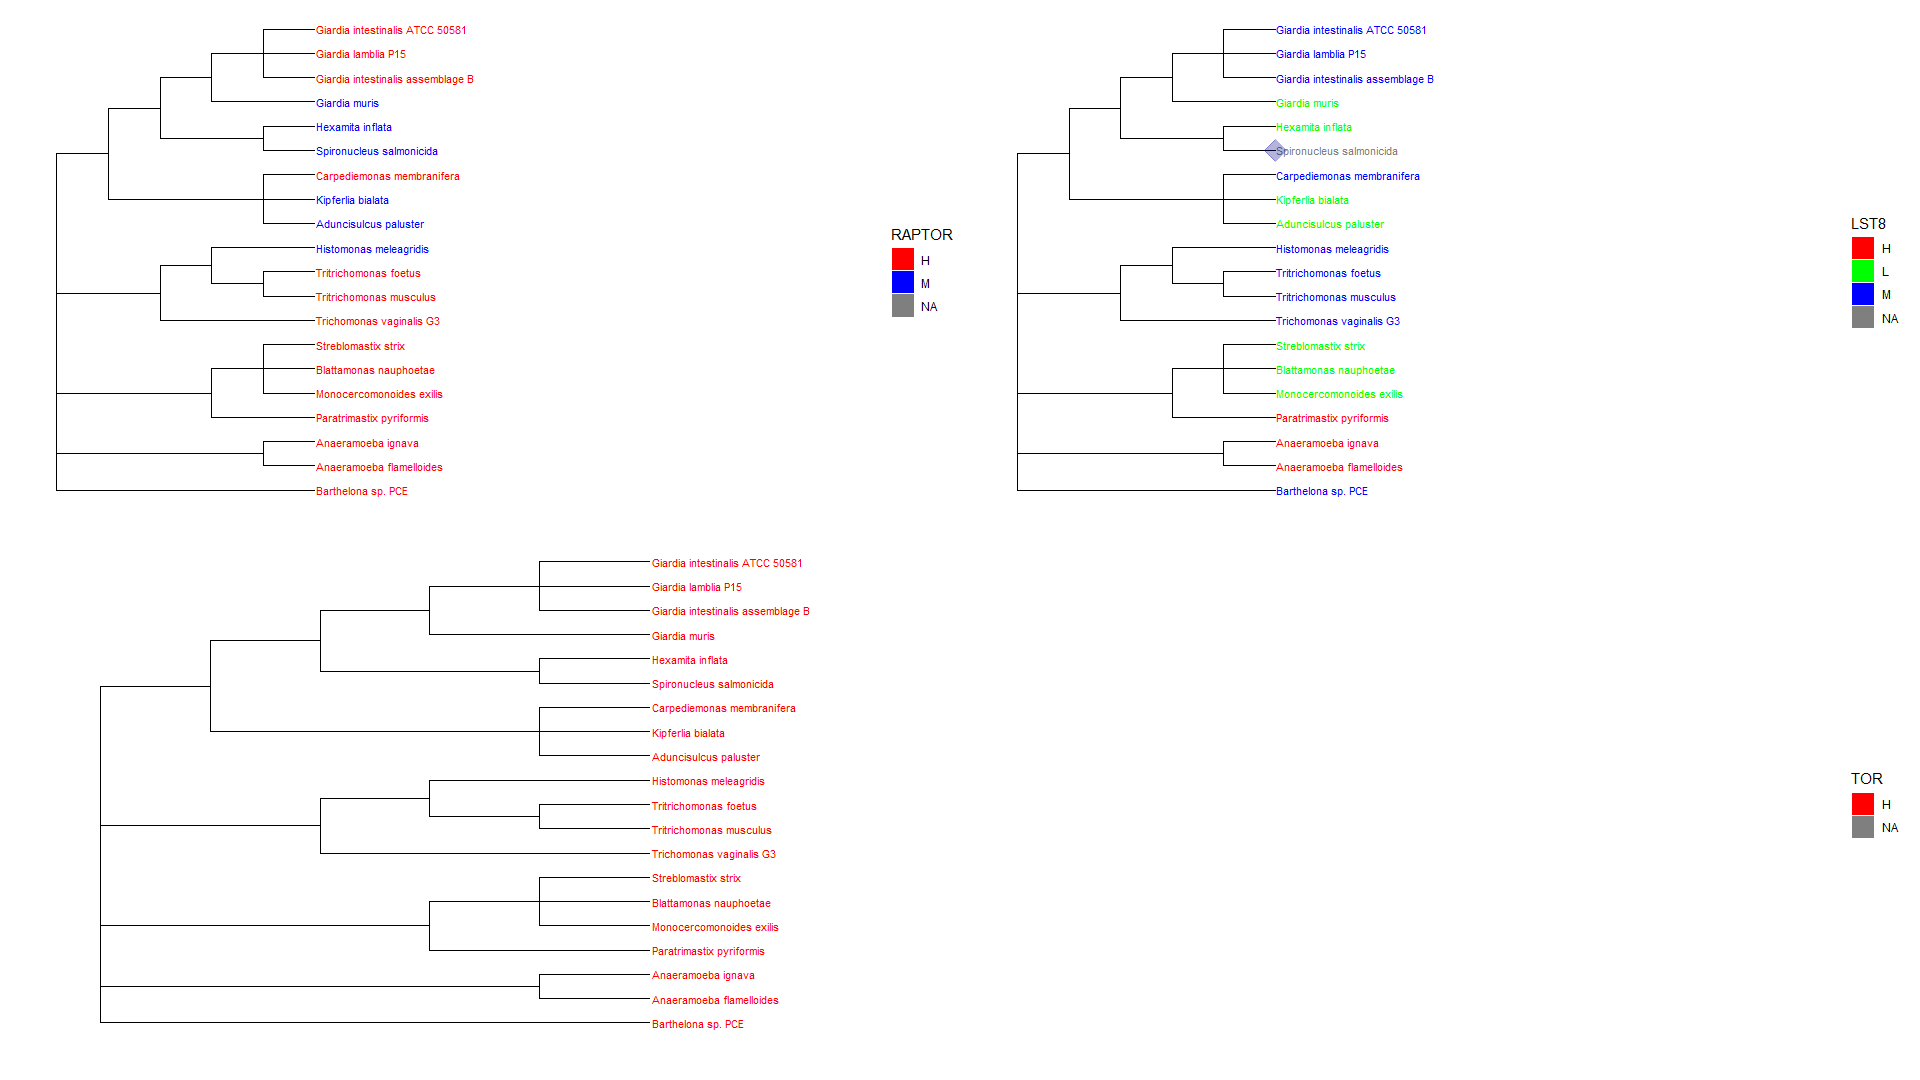 Giardia intestinalis ATCC 50581
Giardia lamblia P15
Giardia intestinalis assemblage B
Giardia muris
Hexamita inflata
Spironucleus salmonicida
Carpediemonas membranifera
Kipferlia bialata
Aduncisulcus paluster
Histomonas meleagridis
Tritrichomonas foetus
Tritrichomonas musculus
Trichomonas vaginalis G3
Streblomastix strix
Blattamonas nauphoetae
Monocercomonoides exilis
Paratrimastix pyriformis
Anaeramoeba ignava
Anaeramoeba flamelloides
Barthelona sp. PCE
RAPTOR
H
M
NA
Giardia intestinalis ATCC 50581
Giardia lamblia P15
Giardia intestinalis assemblage B
Giardia muris
Hexamita inflata
Spironucleus salmonicida
Carpediemonas membranifera
Kipferlia bialata
Aduncisulcus paluster
Histomonas meleagridis
Tritrichomonas foetus
Tritrichomonas musculus
Trichomonas vaginalis G3
Streblomastix strix
Blattamonas nauphoetae
Monocercomonoides exilis
Paratrimastix pyriformis
Anaeramoeba ignava
Anaeramoeba flamelloides
Barthelona sp. PCE
LST8
H
L
M
NA
Giardia intestinalis ATCC 50581
Giardia lamblia P15
Giardia intestinalis assemblage B
Giardia muris
Hexamita inflata
Spironucleus salmonicida
Carpediemonas membranifera
Kipferlia bialata
Aduncisulcus paluster
Histomonas meleagridis
Tritrichomonas foetus
Tritrichomonas musculus
Trichomonas vaginalis G3
Streblomastix strix
Blattamonas nauphoetae
Monocercomonoides exilis
Paratrimastix pyriformis
Anaeramoeba ignava
Anaeramoeba flamelloides
Barthelona sp. PCE
TOR
H
NA